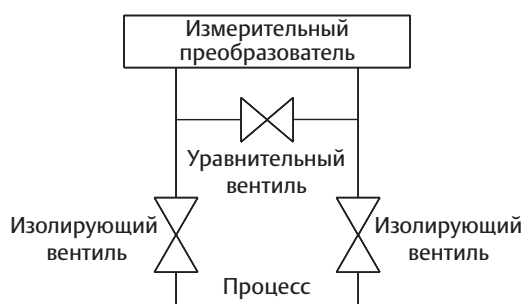 Измерительный
преобразователь
Уравнительный
вентиль
Изолирующий
вентиль
Изолирующий
вентиль
Процесс